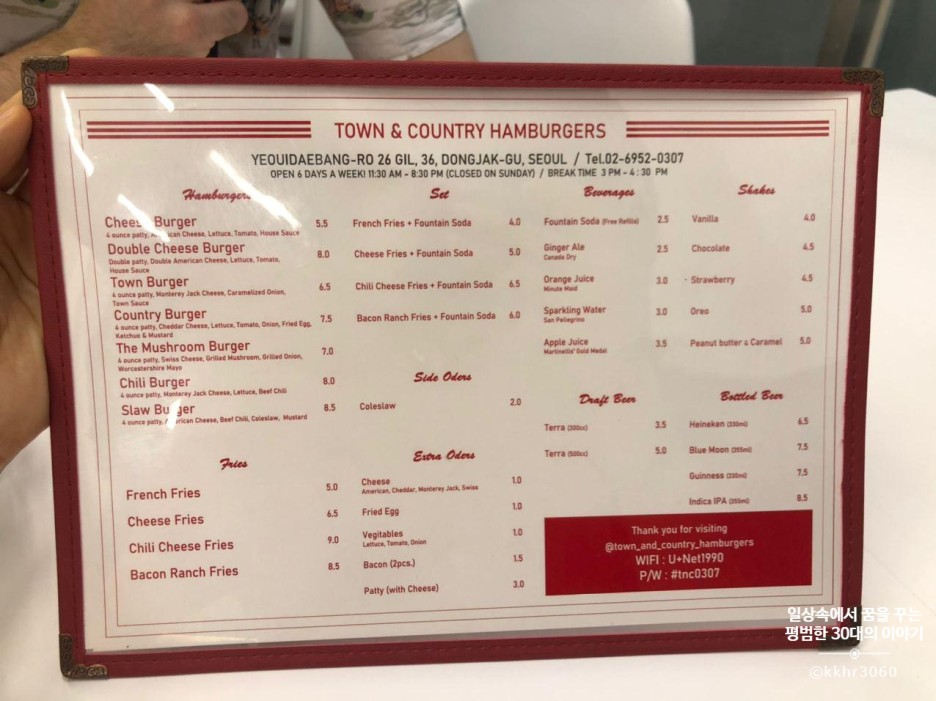 TOWN & COUNTRY HAMBURGERS
YEOUIDAEBANG-RO 26 GIL, 36, DONGJAK-GU, SEOUL / Tel.02-6952-0307
OPEN 6 DAYS A WEEK! 11:30 AM - 8:30 PM (CLOSED ON SUNDAY) / BREAK TIME 3 PM - 4 : 30 PM
Hamburgers
Cheese Burger 5.5
4 ounce patty, American Cheese, Lettuce, Tomato, House Sauce
Double Cheese Burger 8.0
Double patty, Double American Cheese, Lettuce, Tomato,
House Sauce
Town Burger 6.5
4 ounce patty, Monterey Jack Cheese, Caramelized Onion,
Town Sauce
Country Burger 7.5
4 ounce patty, Cheddar Cheese, Lettuce, Tomato, Onion, Fried Egg,
Ketchue & Mustard
The Mushroom Burger 7.0
4 ounce patty, Swiss Cheese, Grilled Mushroom, Grilled Onion,
Worcestershire Mayo
Chili Burger 8.0
4 ounce patty, Monterey Jack Cheese, Lettuce, Beef Chili
Slaw Burger 8.5
4 ounce patty, American Cheese, Beef Chili, Coleslaw, Mustard
Fries
French Fries 5.0
Cheese Fries 6.5
Chili Cheese Fries 9.0
Bacon Ranch Fries 8.5
Set
French Fries + Fountain Soda 4.0
Cheese Fries + Fountain Soda 5.0
Chili Cheese Fries + Fountain Soda 6.5
Bacon Ranch Fries + Fountain Soda 6.0
Side Oders
Coleslaw 2.0
Extra Oders
Cheese 1.0
American, Cheddar, Monterey Jack, Swiss
Fried Egg 1.0
Vegitables 1.0
Lettuce, Tomato, Onion
Bacon (2pcs.) 1.5
Patty (with Cheese) 3.0
Beverages
Fountain Soda (Free Refills) 2.5
Ginger Ale 2.5
Canada Dry
Orange Juice 3.0
Minute Maid
Sparkling Water 3.0
San Pellegrino
Apple Juice 3.5
Martinellis' Gold Medal
Draft Beer
Terra (300cc) 3.5
Terra (500cc) 5.0
Shakes
Vanilla 4.0
Chocolate 4.5
Strawberry 4.5
Oreo 5.0
Peanut butter & Caramel 5.0
Bottled Beer
Heineken (330ml) 6.5
Blue Moon (355ml) 7.5
Guinness (330ml) 7.5
Indica IPA (355ml) 8.5
Thank you for visiting
@town_and_country_hamburgers
WIFI : U+Net1990
P/W : #tnc0307
일상속에서 꿈을 꾸는
평범한 30대의 이야기
©kkhr3060